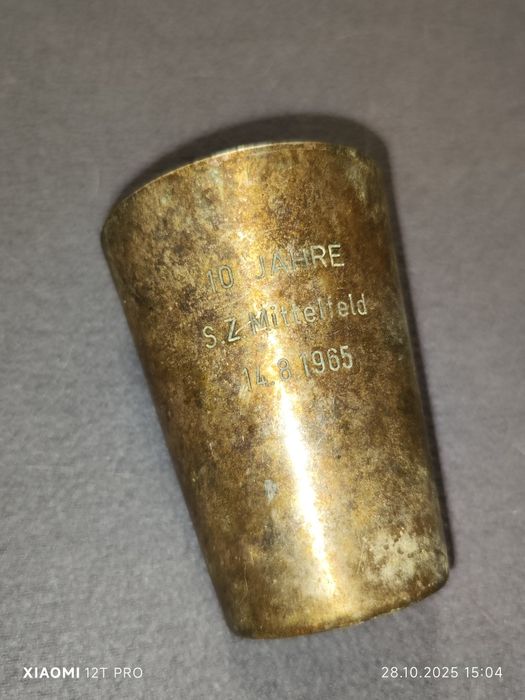 10 JAHRE
S.Z-Mittelfeld
14.8.1965
XIAOMI 12T PRO
28.10.2025 15:04